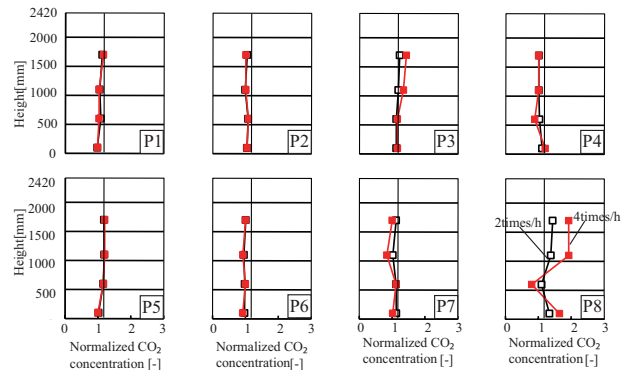 2420
2000
1500
1000
500
0
Height[mm]
P1
P2
P3
P4
2420
2000
1500
1000
500
Height[mm]
P5
P6
P7
P8
2times/h
4times/h
0 1 2 3
0 1 2 3
0 1 2 3
0 1 2 3
Normalized CO₂
concentration [-]
Normalized CO₂
concentration[-]
Normalized CO₂
concentration [-]
Normalized CO₂
concentration [-]